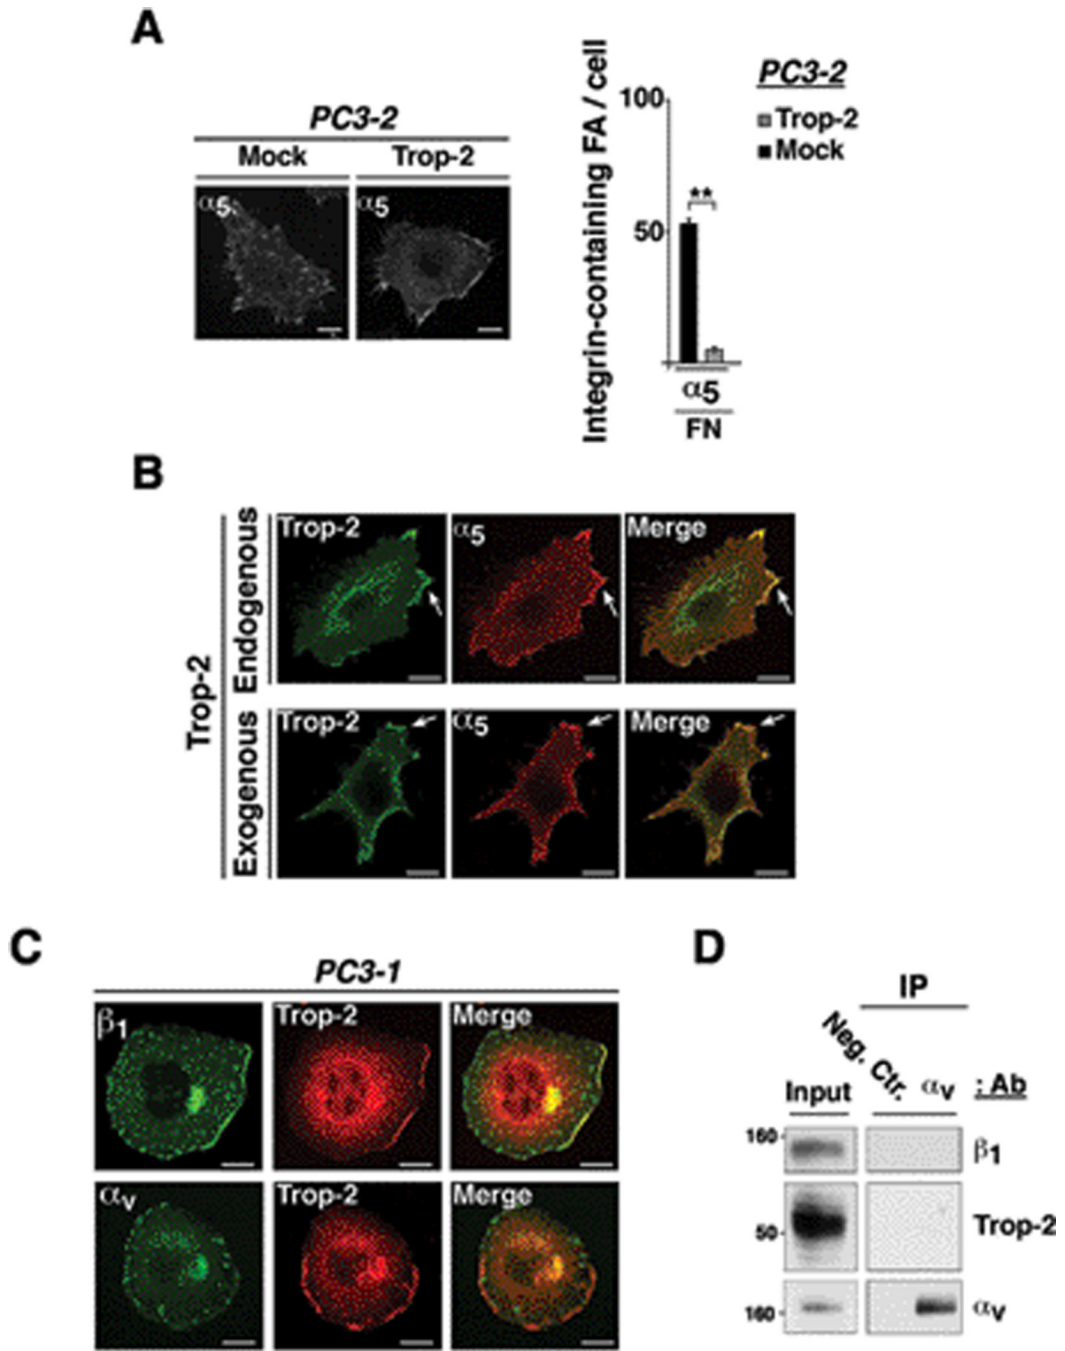 A
PC3-2
Mock
Trop-2
α5
α5
Integrin-containing FA / cell
100
50
**
α5
FN
PC3-2
Trop-2
Mock
B
Trop-2
Endogenous
Trop-2
α5
Merge
Exogenous
Trop-2
α5
Merge
C
PC3-1
β1
Trop-2
Merge
αv
Trop-2
Merge
D
IP
Input
Neg. Ctr.
αv
: Ab
160
β1
50
Trop-2
160
αv